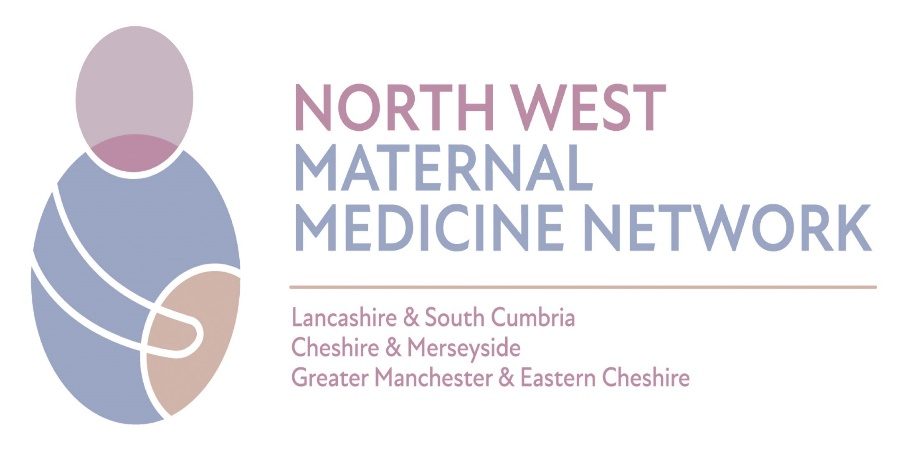 NORTH WEST
MATERNAL
MEDICINE NETWORK
Lancashire & South Cumbria
Cheshire & Merseyside
Greater Manchester & Eastern Cheshire